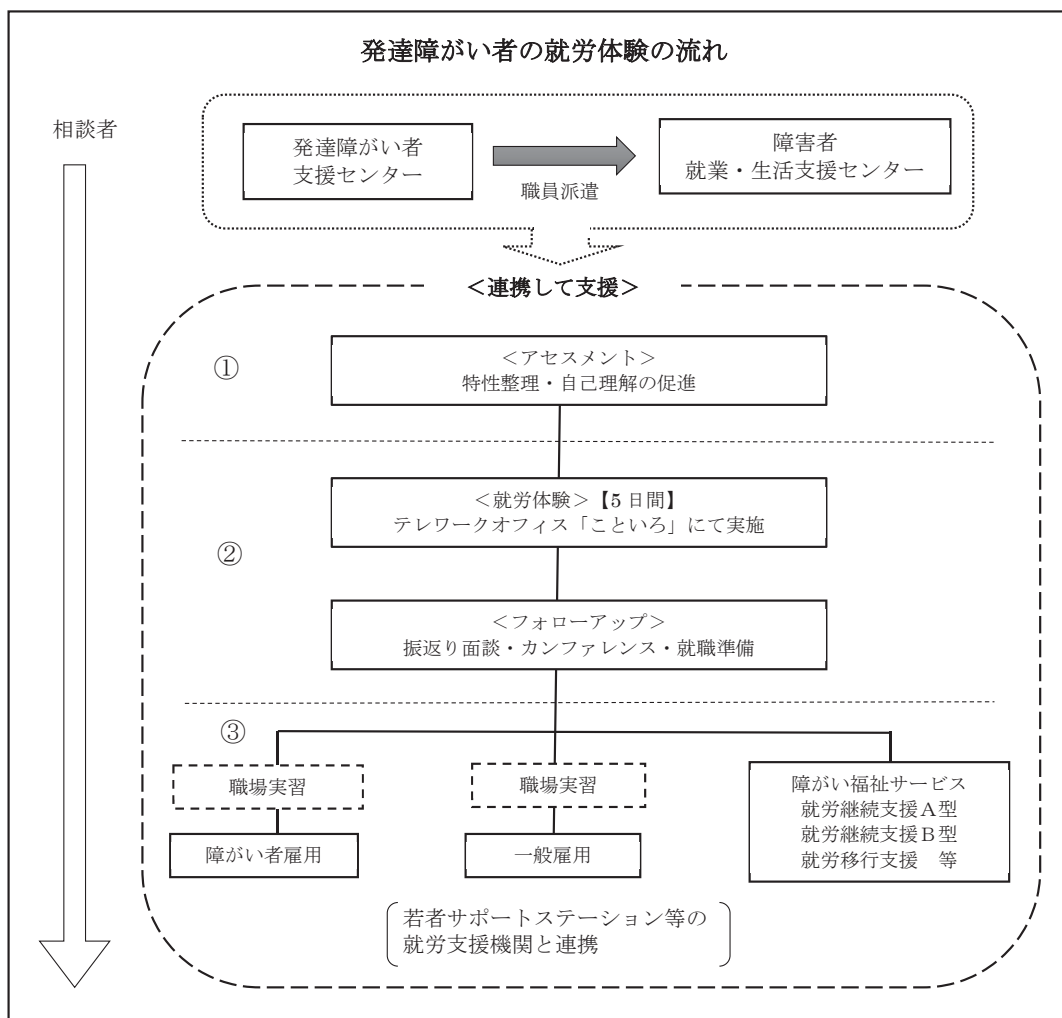 発達障がい者の就労体験の流れ
相談者
発達障がい者
支援センター
職員派遣
障害者
就業・生活支援センター
＜連携して支援＞
①
＜アセスメント＞
特性整理・自己理解の促進
②
＜就労体験＞【5日間】
テレワークオフィス「こといろ」にて実施
＜フォローアップ＞
振返り面談・カンファレンス・就職準備
③
職場実習
障がい者雇用
職場実習
一般雇用
障がい福祉サービス
就労継続支援A型
就労継続支援B型
就労移行支援　等
若者サポートステーション等の
就労支援機関と連携